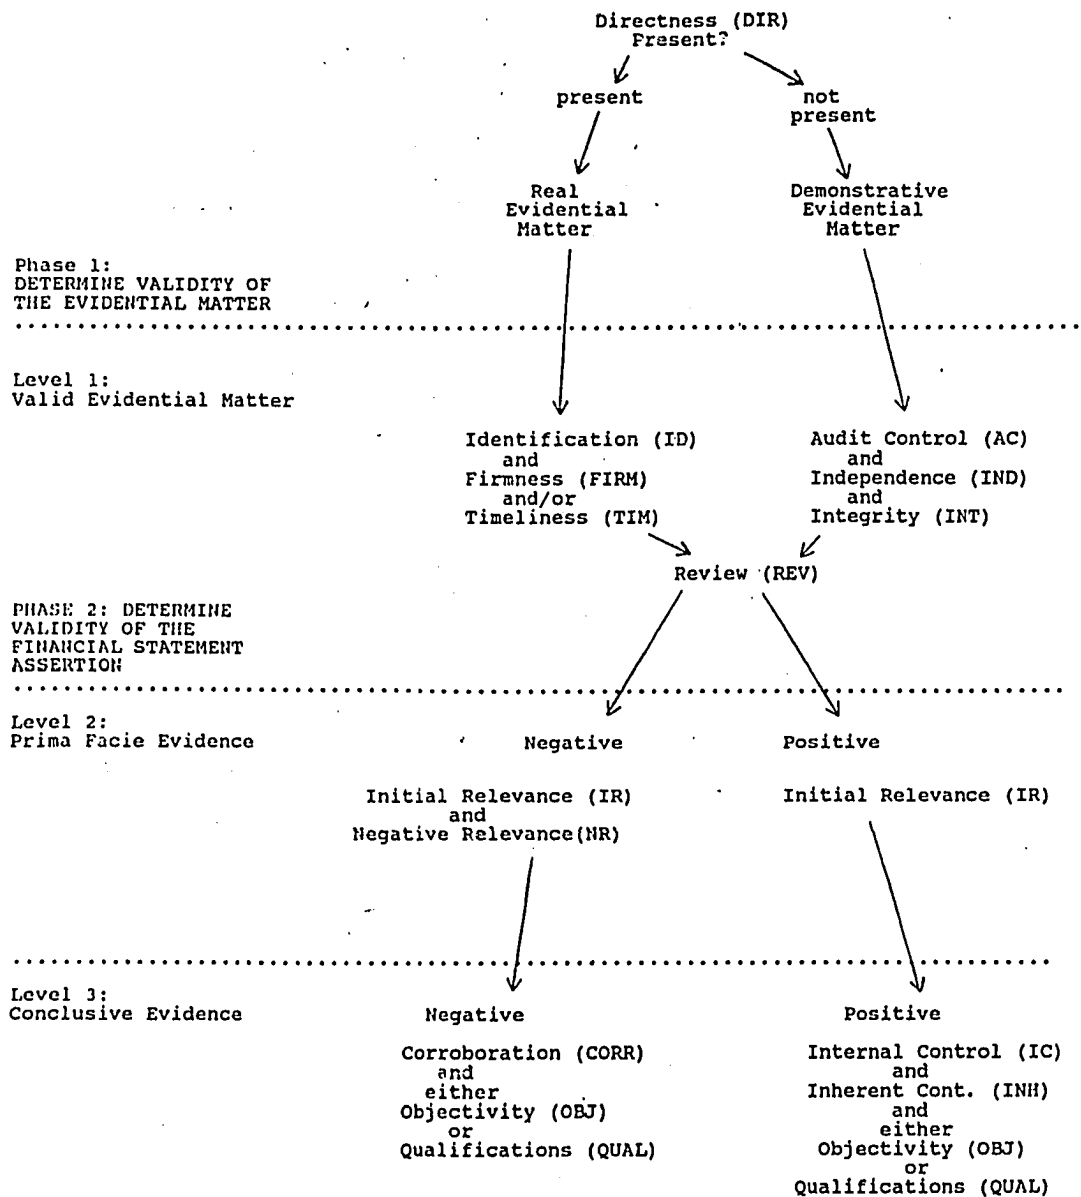 Directness (DIR)
Present?
present
not
present
Real
Evidential
Matter
Demonstrative
Evidential
Matter
Phase 1:
DETERMINE VALIDITY OF
THE EVIDENTIAL MATTER
Level 1:
Valid Evidential Matter
Identification (ID)
and
Firmness (FIRM)
and/or
Timeliness (TIM)
Audit Control (AC)
and
Independence (IND)
and
Integrity (INT)
Review (REV)
PHASE 2: DETERMINE
VALIDITY OF THE
FINANCIAL STATEMENT
ASSERTION
Level 2:
Prima Facie Evidence
Negative
Positive
Initial Relevance (IR)
and
Negative Relevance(NR)
Initial Relevance (IR)
Level 3:
Conclusive Evidence
Negative
Positive
Corroboration (CORR)
and
either
Objectivity (OBJ)
or
Qualifications (QUAL)
Internal Control (IC)
and
Inherent Cont. (INH)
and
either
Objectivity (OBJ)
or
Qualifications (QUAL)